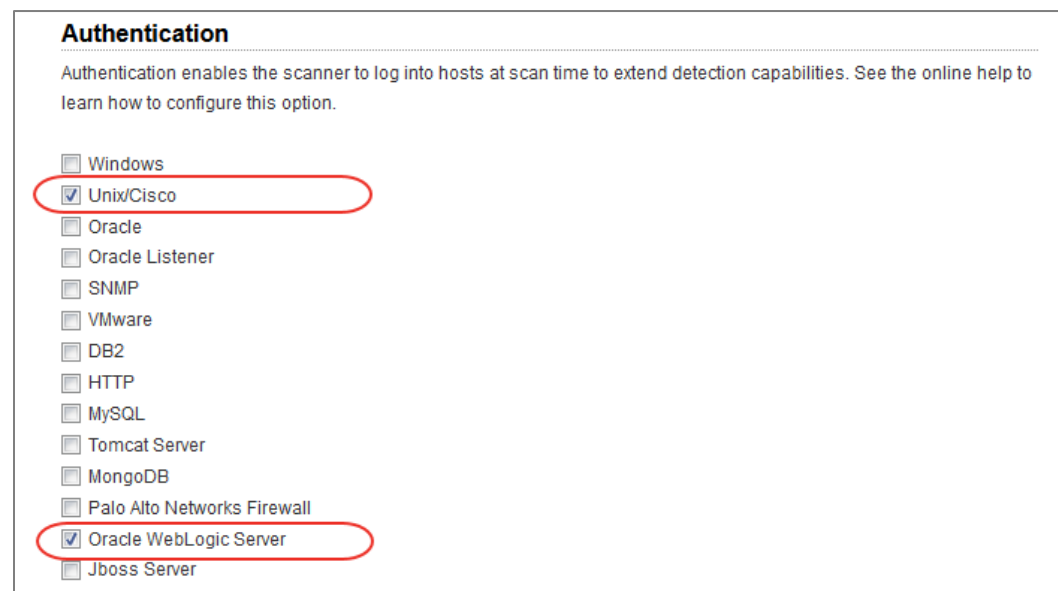 Authentication
Authentication enables the scanner to log into hosts at scan time to extend detection capabilities. See the online help to
learn how to configure this option.
Windows
Unix/Cisco
Oracle
Oracle Listener
SNMP
VMware
DB2
HTTP
MySQL
Tomcat Server
MongoDB
Palo Alto Networks Firewall
Oracle WebLogic Server
Jboss Server